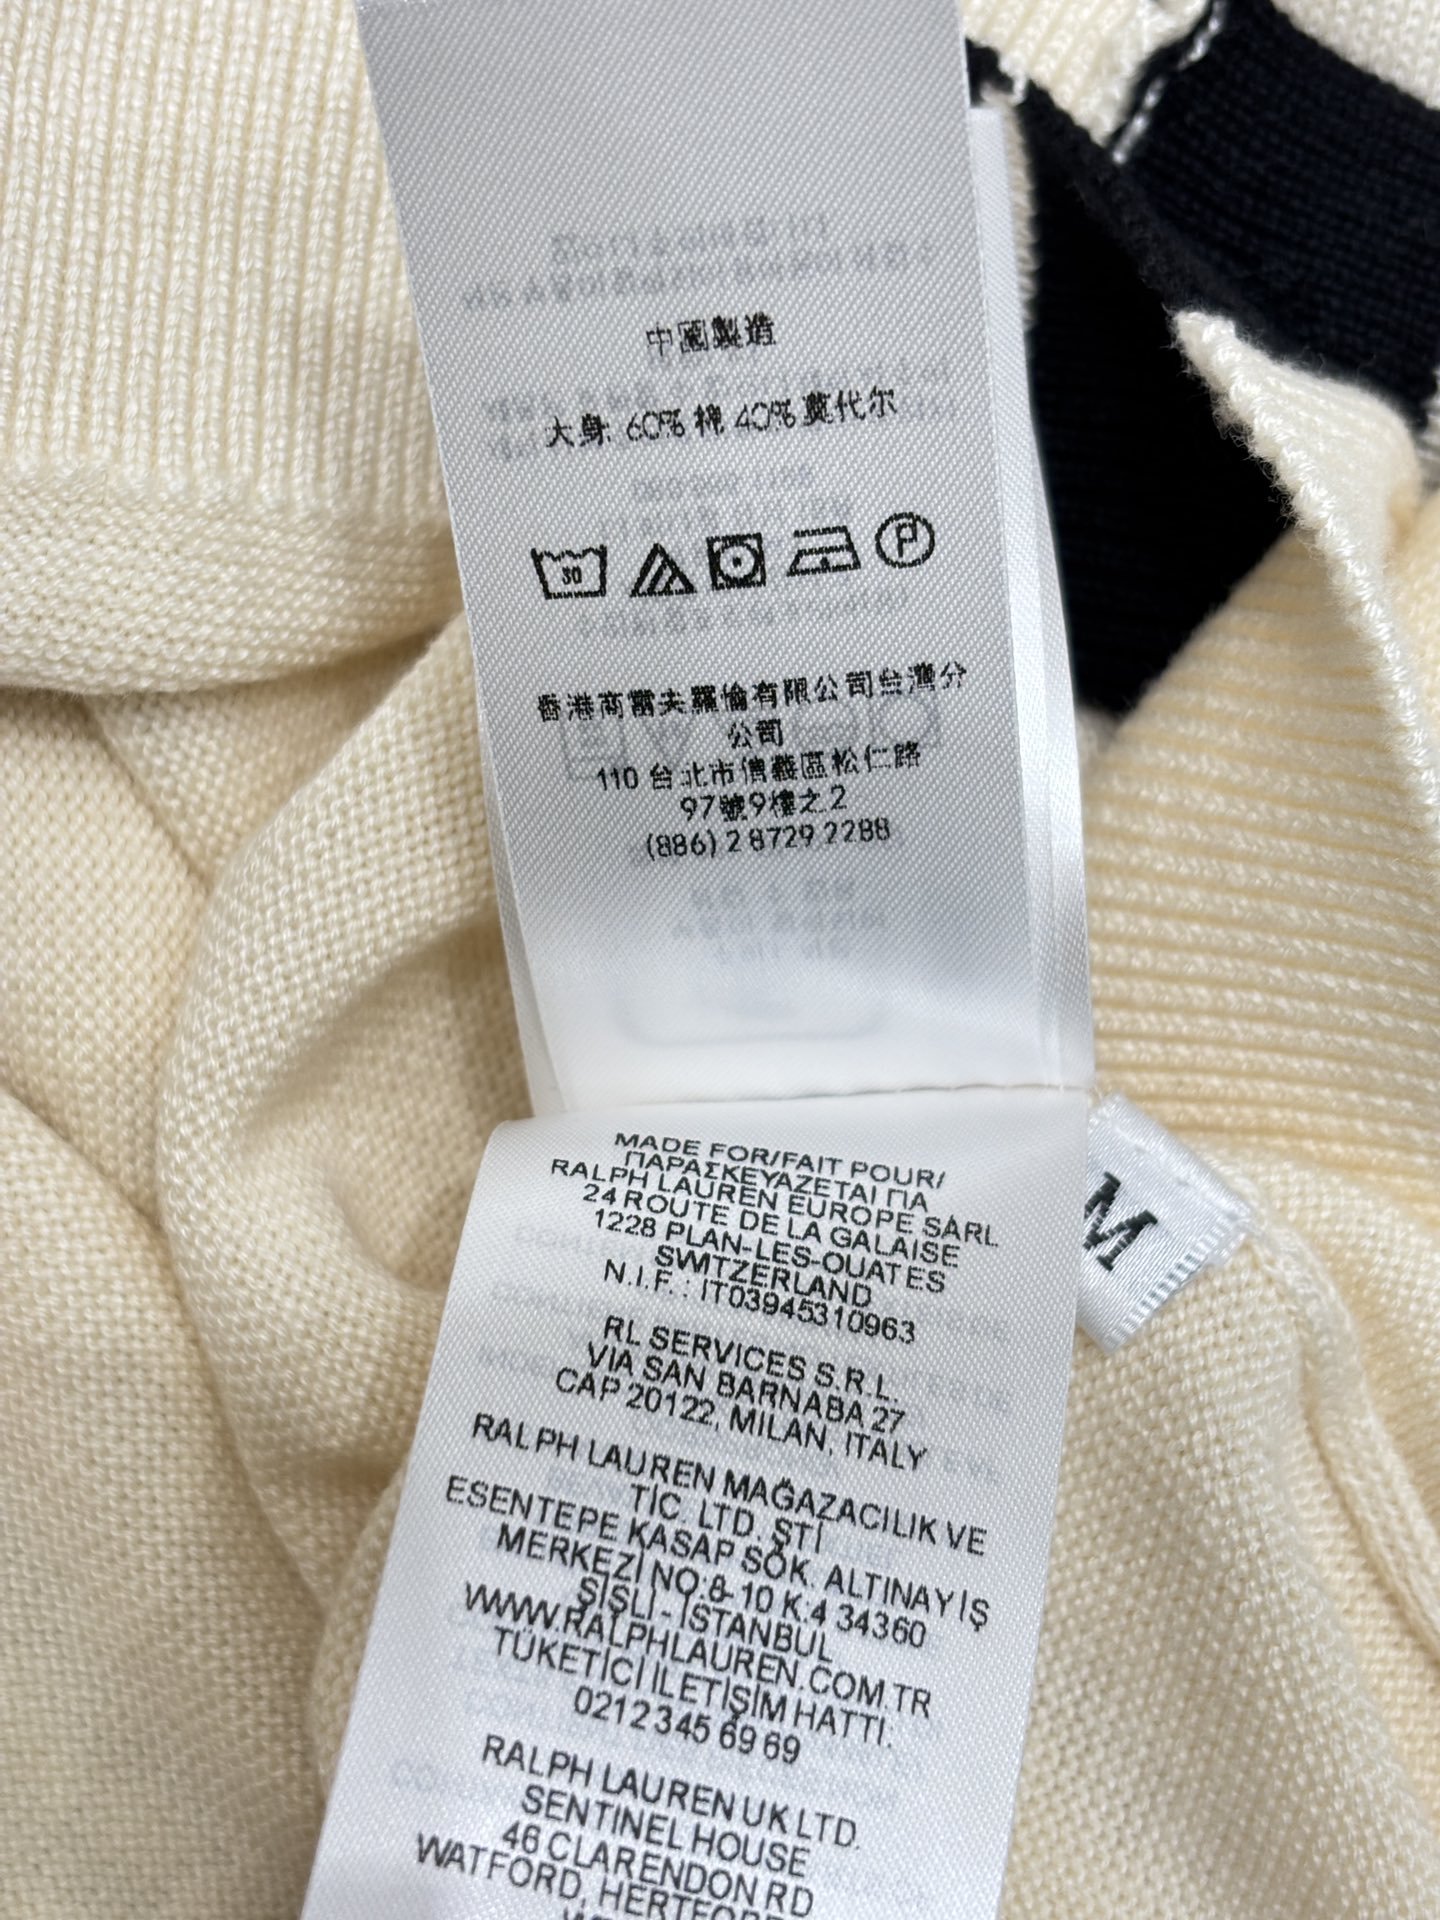 中國製造
大身: 60% 棉 40% 莫代尔
30
P
香港商雷夫羅倫有限公司台灣分
公司
110 台北市信義區松仁路
97號9樓之2
(886) 2 8729 2288
MADE FOR/FAIT POUR/
ΠΑΡΑΣΚΕΥΑΖΕΤΑΙ ΓΙΑ
RALPH LAUREN EUROPE SARL
24 ROUTE DE LA GALAISE
1228 PLAN-LES-OUATES
SWITZERLAND
N.I.F. : IT03945310963
RL SERVICES S.R.L.
VIA SAN BARNABA 27
CAP 20122, MILAN, ITALY
RALPH LAUREN MAĞAZACILIK VE
TİC. LTD. ŞTİ
ESENTEPE KASAP SOK. ALTINAY İŞ
MERKEZİ NO:8-10 K:4 34360
ŞİŞLİ - İSTANBUL
WWW.RALPHLAUREN.COM.TR
TÜKETİCİ İLETİŞİM HATTI.
0212 345 69 69
RALPH LAUREN UK LTD.
SENTINEL HOUSE
46 CLARENDON RD
WATFORD,
M